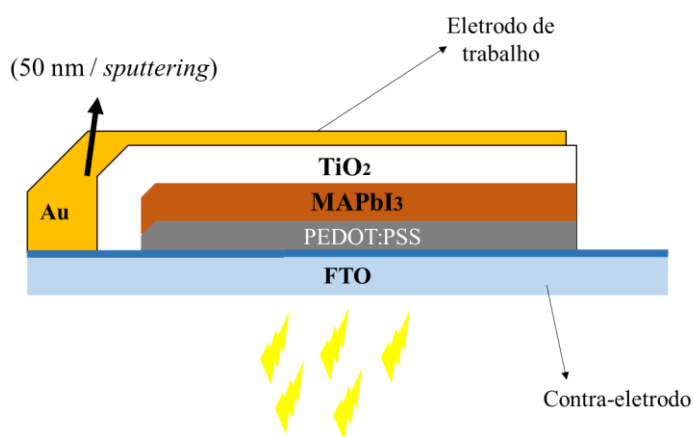 Eletrodo de
trabalho
(50 nm / sputtering)
TiO₂
MAPbI₃
Au
PEDOT:PSS
FTO
Contra-eletrodo